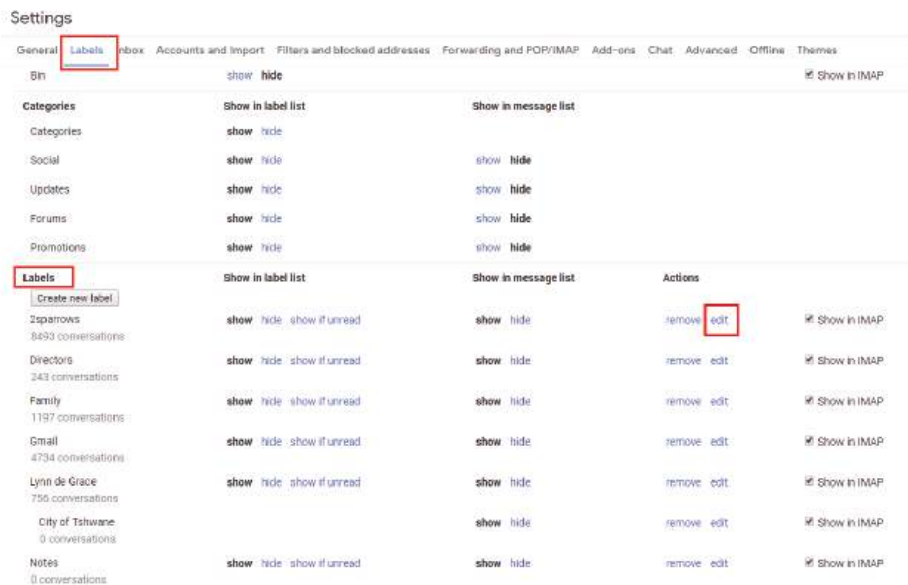 Settings
General Labels Inbox Accounts and Import Filters and blocked addresses Forwarding and POP/IMAP Add-ons Chat Advanced Offline Themes
Bin show hide Show in IMAP
Categories Show in label list Show in message list
Categories show hide
Social show hide show hide
Updates show hide show hide
Forums show hide show hide
Promotions show hide show hide
Labels Show in label list Show in message list Actions
Create new label
2sparrows show hide show if unread show hide remove edit Show in IMAP
8493 conversations
Directors show hide show if unread show hide remove edit Show in IMAP
243 conversations
Family show hide show if unread show hide remove edit Show in IMAP
1197 conversations
Gmail show hide show if unread show hide remove edit Show in IMAP
4734 conversations
Lynn de Grace show hide show if unread show hide remove edit Show in IMAP
756 conversations
City of Tshwane show hide remove edit Show in IMAP
0 conversations
Notes show hide show if unread show hide remove edit Show in IMAP
0 conversations